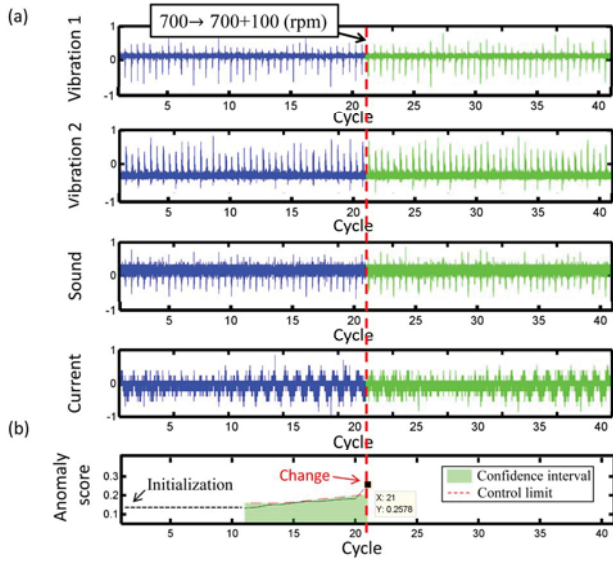 (a)
700→ 700+100 (rpm)
Vibration 1
1
0
-1
5 10 15 20 25 30 35 40
Cycle
Vibration 2
1
0
-1
5 10 15 20 25 30 35 40
Cycle
Sound
1
0
-1
5 10 15 20 25 30 35 40
Cycle
Current
1
0
-1
5 10 15 20 25 30 35 40
(b)
Anomaly
score
0.3
0.2
0.1
Initialization
Change
X: 21
Y: 0.2578
Confidence interval
Control limit
5 10 15 20 25 30 35 40
Cycle